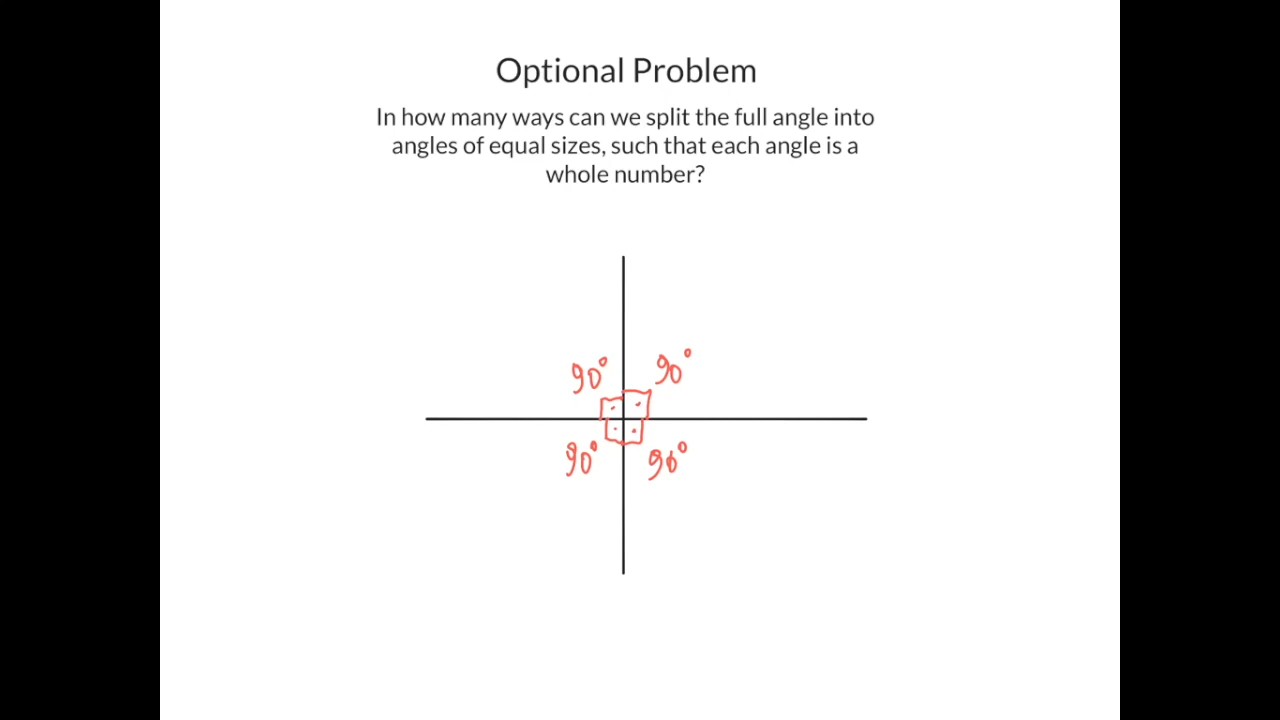 Optional Problem
In how many ways can we split the full angle into
angles of equal sizes, such that each angle is a
whole number?
90° 90°
90° 90°